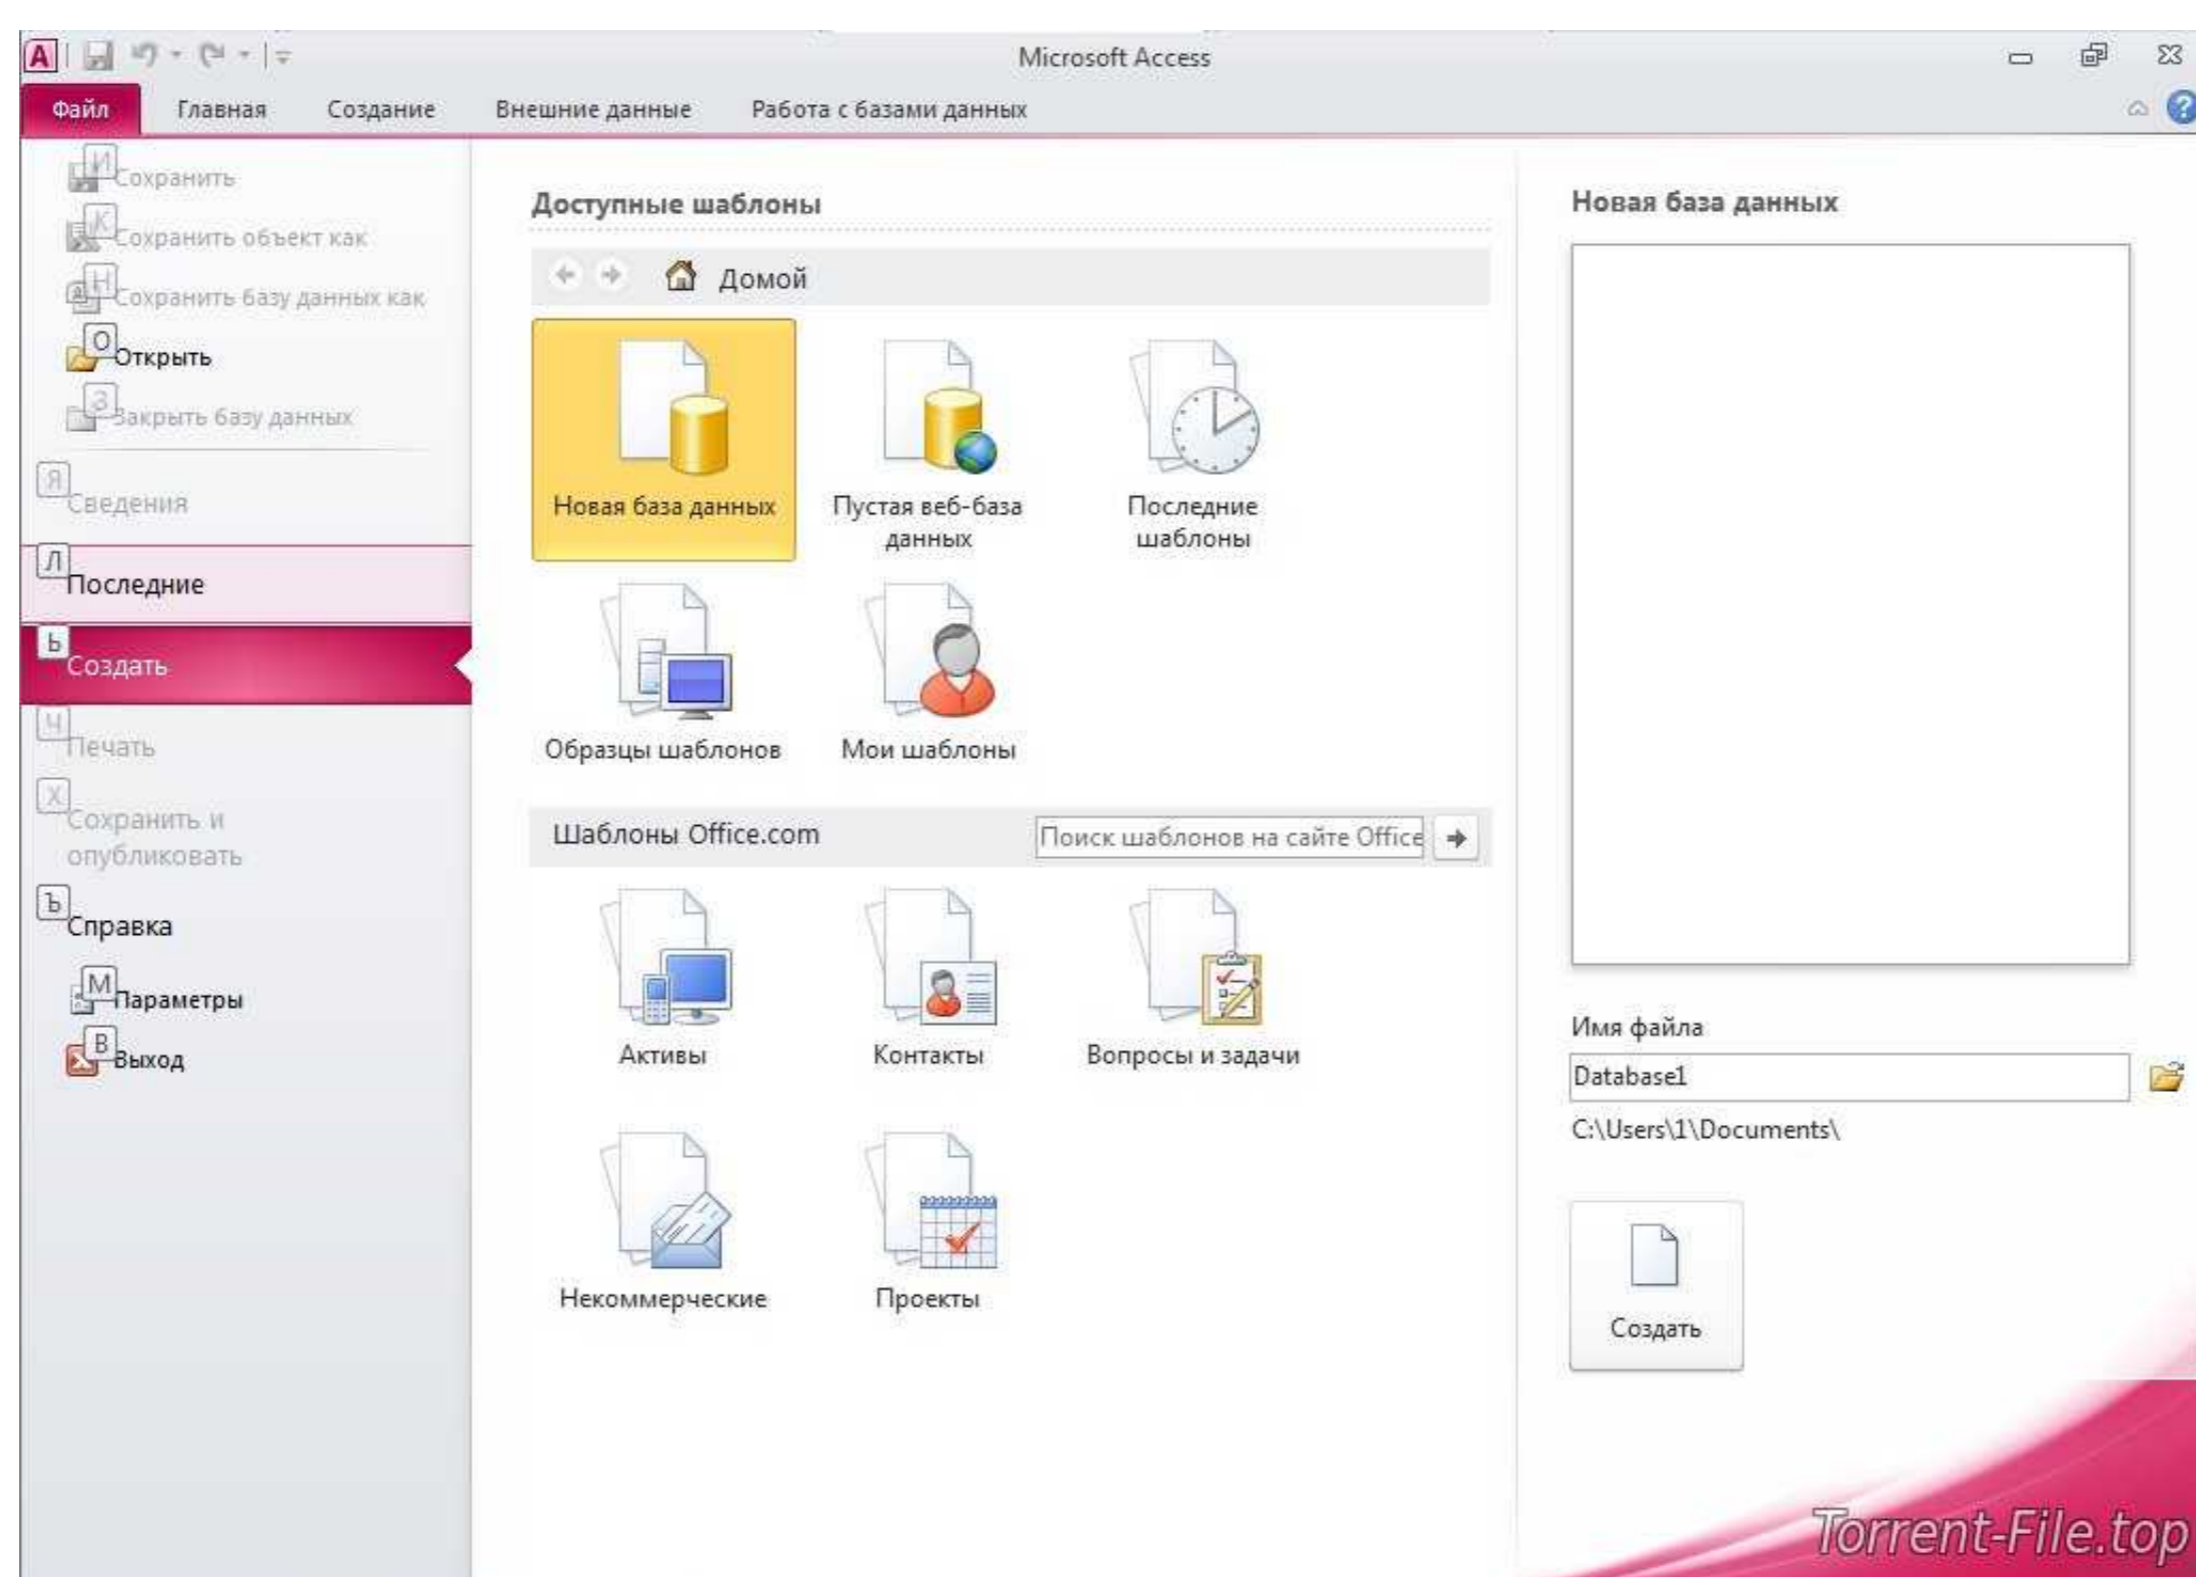 Microsoft Access
Файл Главная Создание Внешние данные Работа с базами данных
И Сохранить
К Сохранить объект как
Н Сохранить базу данных как
О Открыть
З Закрыть базу данных
Я Сведения
Л Последние
Ь Создать
Ч Печать
Х Сохранить и
опубликовать
Ъ Справка
М Параметры
В Выход
Доступные шаблоны
Домой
Новая база данных
Пустая веб-база
данных
Последние
шаблоны
Образцы шаблонов
Мои шаблоны
Шаблоны Office.com
Поиск шаблонов на сайте Office
Активы
Контакты
Вопросы и задачи
Некоммерческие
Проекты
Новая база данных
Имя файла
Database1
C:\Users\1\Documents\
Создать
Torrent-File.top